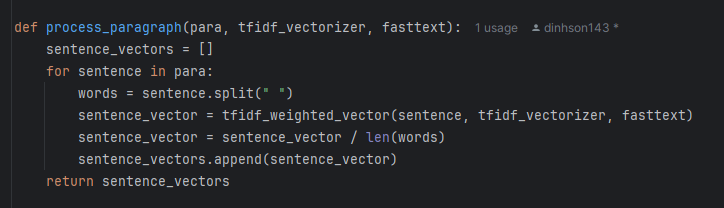 def process_paragraph(para, tfidf_vectorizer, fasttext): 1 usage dinhson143 *
    sentence_vectors = []
    for sentence in para:
        words = sentence.split(" ")
        sentence_vector = tfidf_weighted_vector(sentence, tfidf_vectorizer, fasttext)
        sentence_vector = sentence_vector / len(words)
        sentence_vectors.append(sentence_vector)
    return sentence_vectors